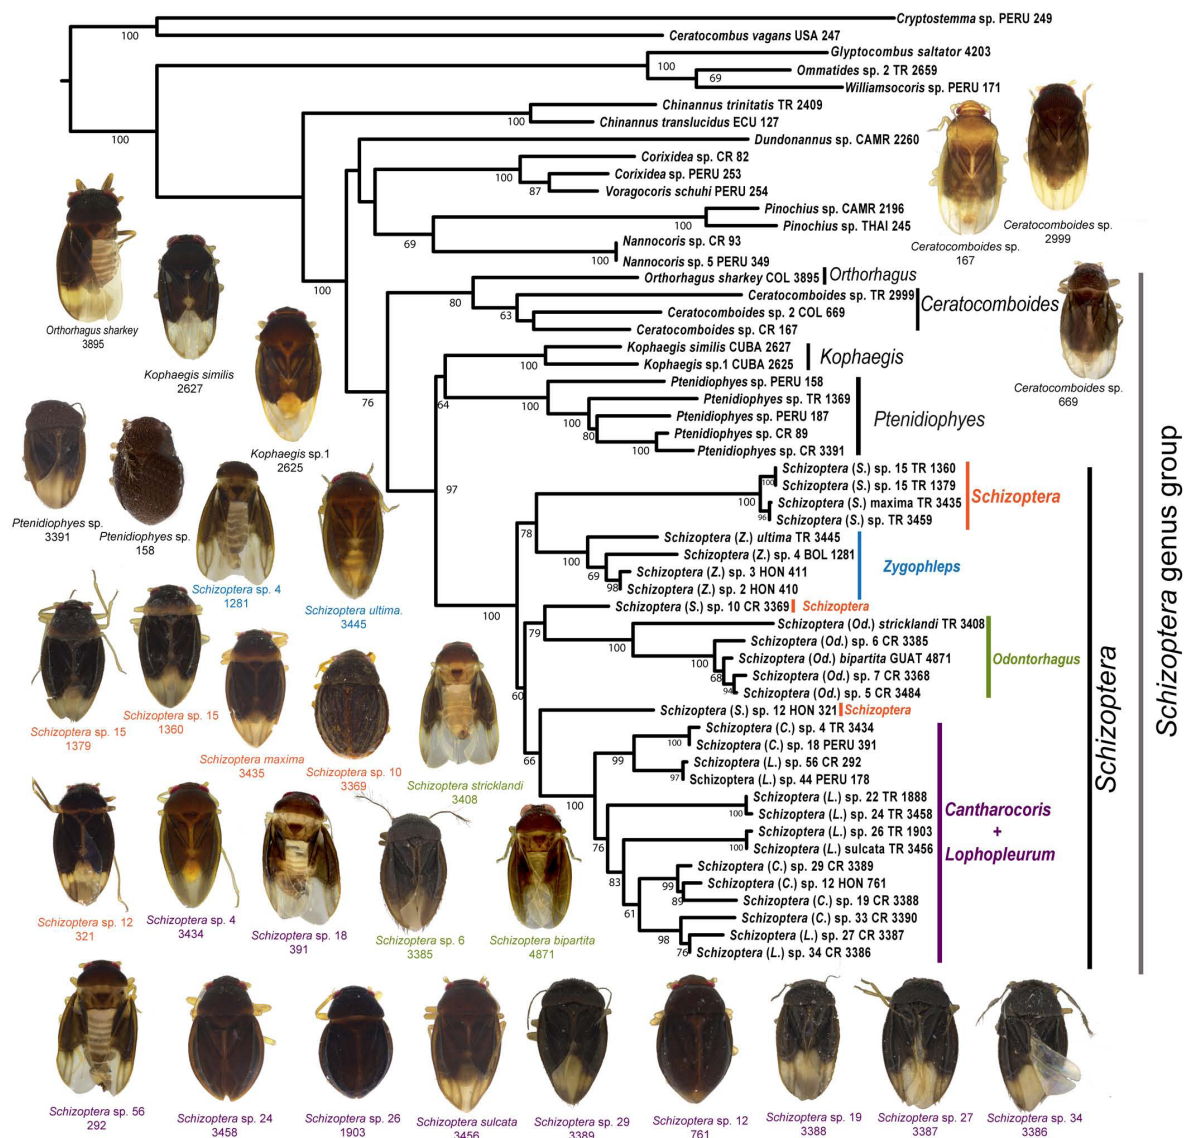 Cryptostemma sp. PERU 249
100
Ceratocombus vagans USA 247
Glyptocombus saltator 4203
100
Ommatides sp. 2 TR 2659
69
Williamsocoris sp. PERU 171
100
Chinannus trinitatis TR 2409
100
Chinannus translucidus ECU 127
Dundonannus sp. CAMR 2260
Corixidea sp. CR 82
100
Corixidea sp. PERU 253
87
Voragocoris schuhi PERU 254
Pinochius sp. CAMR 2196
100
Pinochius sp. THAI 245
69
Nannocoris sp. CR 93
100
Nannocoris sp. 5 PERU 349
100
Ceratocomboides sp.
167
Ceratocomboides sp.
2999
Orthorhagus sharkey COL 3895
Orthorhagus
80
Ceratocomboides sp. TR 2999
63
Ceratocomboides sp. 2 COL 669
Ceratocomboides sp. CR 167
Ceratocomboides
Ceratocomboides sp.
669
Orthorhagus sharkey
3895
Kophaegis similis
2627
Kophaegis sp.1
2625
76
Kophaegis similis CUBA 2627
100
Kophaegis sp.1 CUBA 2625
Kophaegis
64
Ptenidiophyes sp. PERU 158
100
Ptenidiophyes sp. TR 1369
100
Ptenidiophyes sp. PERU 187
80
Ptenidiophyes sp. CR 89
100
Ptenidiophyes sp. CR 3391
Ptenidiophyes
97
Schizoptera (S.) sp. 15 TR 1360
100
Schizoptera (S.) sp. 15 TR 1379
100
Schizoptera (S.) maxima TR 3435
96
Schizoptera (S.) sp. TR 3459
Schizoptera
78
Schizoptera (Z.) ultima TR 3445
100
Schizoptera (Z.) sp. 4 BOL 1281
69
Schizoptera (Z.) sp. 3 HON 411
98
Schizoptera (Z.) sp. 2 HON 410
Zygophleps
100
Schizoptera (S.) sp. 10 CR 3369
Schizoptera
79
Schizoptera (Od.) stricklandi TR 3408
100
Schizoptera (Od.) sp. 6 CR 3385
100
Schizoptera (Od.) bipartita GUAT 4871
68
Schizoptera (Od.) sp. 7 CR 3368
94
Schizoptera (Od.) sp. 5 CR 3484
Odontorhagus
60
Schizoptera (S.) sp. 12 HON 321
Schizoptera
66
Schizoptera (C.) sp. 4 TR 3434
100
Schizoptera (C.) sp. 18 PERU 391
99
Schizoptera (L.) sp. 56 CR 292
97
Schizoptera (L.) sp. 44 PERU 178
100
Schizoptera (L.) sp. 22 TR 1888
100
Schizoptera (L.) sp. 24 TR 3458
76
Schizoptera (L.) sp. 26 TR 1903
100
Schizoptera (L.) sulcata TR 3456
83
Schizoptera (C.) sp. 29 CR 3389
99
Schizoptera (C.) sp. 12 HON 761
89
Schizoptera (C.) sp. 19 CR 3388
61
Schizoptera (C.) sp. 33 CR 3390
98
Schizoptera (L.) sp. 27 CR 3387
76
Schizoptera (L.) sp. 34 CR 3386
Cantharocoris
+
Lophopleurum
Schizoptera
Schizoptera genus group
Ptenidiophyes sp.
3391
Ptenidiophyes sp.
158
Schizoptera sp. 4
1281
Schizoptera ultima.
3445
Schizoptera sp. 15
1379
Schizoptera sp. 15
1360
Schizoptera maxima
3435
Schizoptera sp. 10
3369
Schizoptera stricklandi
3408
Schizoptera sp. 12
321
Schizoptera sp. 4
3434
Schizoptera sp. 18
391
Schizoptera sp. 6
3385
Schizoptera bipartita
4871
Schizoptera sp. 56
292
Schizoptera sp. 24
3458
Schizoptera sp. 26
1903
Schizoptera sulcata
3456
Schizoptera sp. 29
3389
Schizoptera sp. 12
761
Schizoptera sp. 19
3388
Schizoptera sp. 27
3387
Schizoptera sp. 34
3386